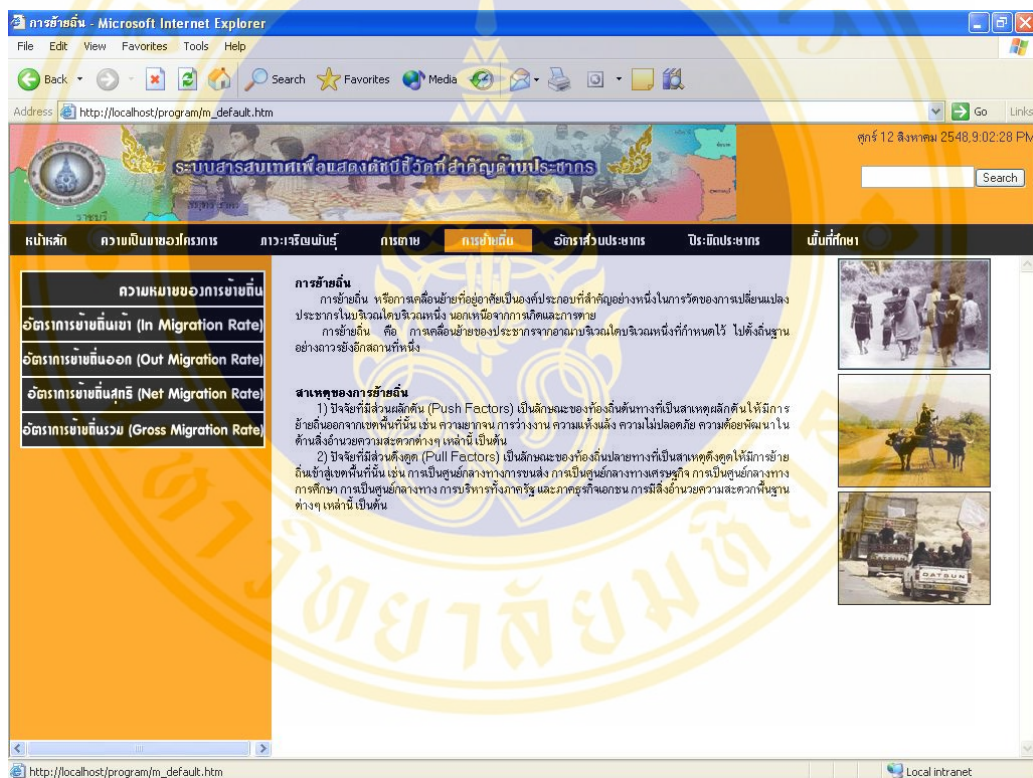 การย้ายถิ่น - Microsoft Internet Explorer
File Edit View Favorites Tools Help
Back Search Favorites Media
Address http://localhost/program/m_default.htm Go Links
ศุกร์ 12 สิงหาคม 2548,9:02:28 PM
ระบบสารสนเทศเพื่อแสดงดัชนีชี้วัดที่สำคัญด้านประชากร
Search
ราชบุรี
หน้าหลัก ความเป็นมาของโครงการ ภาวะเจริญพันธุ์ การตาย การย้ายถิ่น อัตราส่วนประชากร ปิระมิดประชากร พื้นที่ศึกษา
ความหมายของการย้ายถิ่น
อัตราการย้ายถิ่นเข้า (In Migration Rate)
อัตราการย้ายถิ่นออก (Out Migration Rate)
อัตราการย้ายถิ่นสุทธิ (Net Migration Rate)
อัตราการย้ายถิ่นรวม (Gross Migration Rate)
การย้ายถิ่น
การย้ายถิ่น หรือการเคลื่อนย้ายที่อยู่อาศัยเป็นองค์ประกอบที่สำคัญอย่างหนึ่งในการวัดของการเปลี่ยนแปลง
ประชากรในบริเวณใดบริเวณหนึ่ง นอกเหนือจากการเกิดและการตาย
การย้ายถิ่น คือ การเคลื่อนย้ายของประชากรจากอาณาบริเวณใดบริเวณหนึ่งที่กำหนดไว้ ไปตั้งถิ่นฐาน
อย่างถาวรยังอีกสถานที่หนึ่ง
สาเหตุของการย้ายถิ่น
1) ปัจจัยที่มีส่วนผลักดัน (Push Factors) เป็นลักษณะของท้องถิ่นต้นทางที่เป็นสาเหตุผลักดันให้มีการ
ย้ายถิ่นออกจากเขตพื้นที่นั้น เช่น ความยากจน การว่างงาน ความแห้งแล้ง ความไม่ปลอดภัย ความด้อยพัฒนาใน
ด้านสิ่งอำนวยความสะดวกต่างๆ เหล่านี้ เป็นต้น
2) ปัจจัยที่มีส่วนดึงดูด (Pull Factors) เป็นลักษณะของท้องถิ่นปลายทางที่เป็นสาเหตุดึงดูดให้มีการย้าย
ถิ่นเข้าสู่เขตพื้นที่นั้น เช่น การเป็นศูนย์กลางทางการขนส่ง การเป็นศูนย์กลางทางเศรษฐกิจ การเป็นศูนย์กลางทาง
การศึกษา การเป็นศูนย์กลางทาง การบริหารทั้งภาครัฐ และภาคธุรกิจเอกชน การมีสิ่งอำนวยความสะดวกพื้นฐาน
ต่างๆ เหล่านี้ เป็นต้น
DATSUN
http://localhost/program/m_default.htm Local intranet